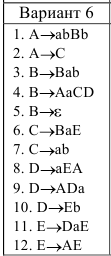 Вариант 6
1. A→abBb
2. A→C
3. B→Bab
4. B→AaCD
5. B→ε
6. C→BaE
7. C→ab
8. D→aEA
9. D→ADa
10. D→Eb
11. E→DaE
12. E→AE